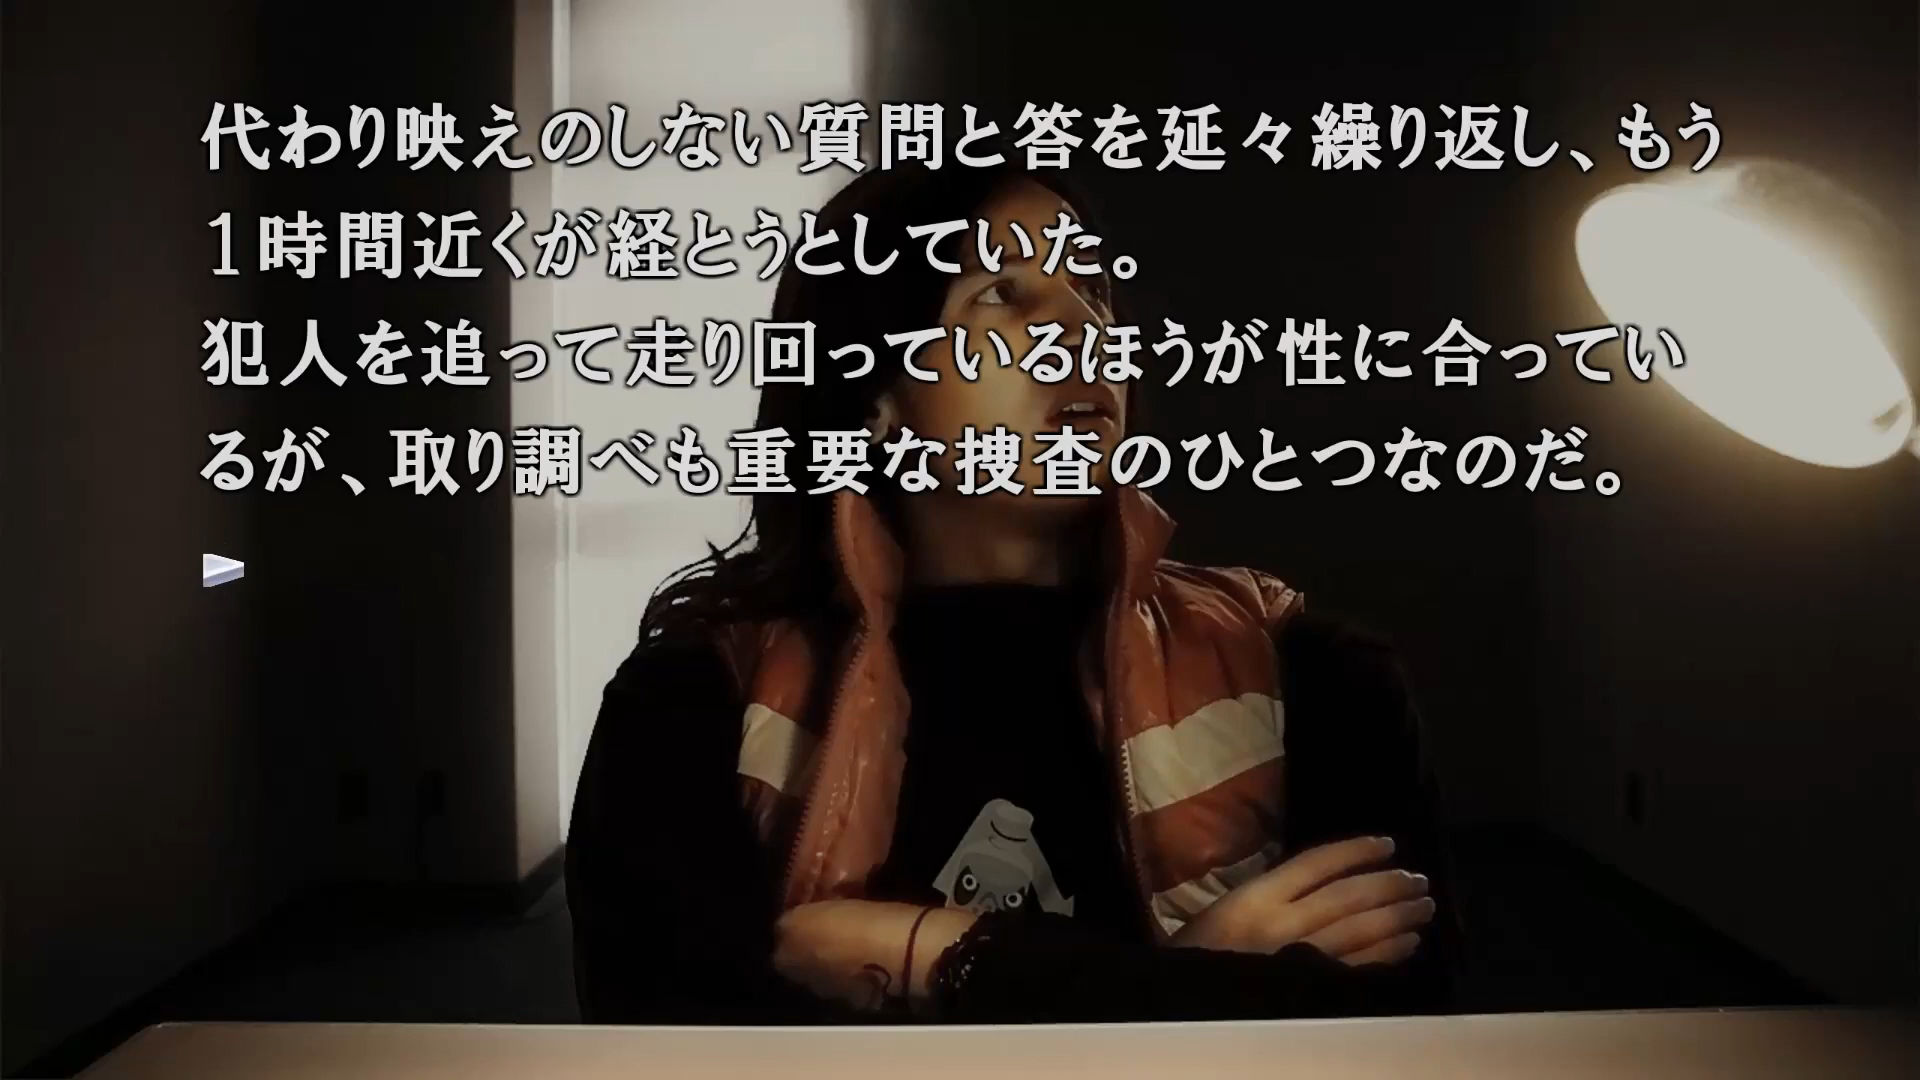 代わり映えのしない質問と答を延々繰り返し、もう
１時間近くが経とうとしていた。
犯人を追って走り回っているほうが性に合ってい
るが、取り調べも重要な捜査のひとつなのだ。